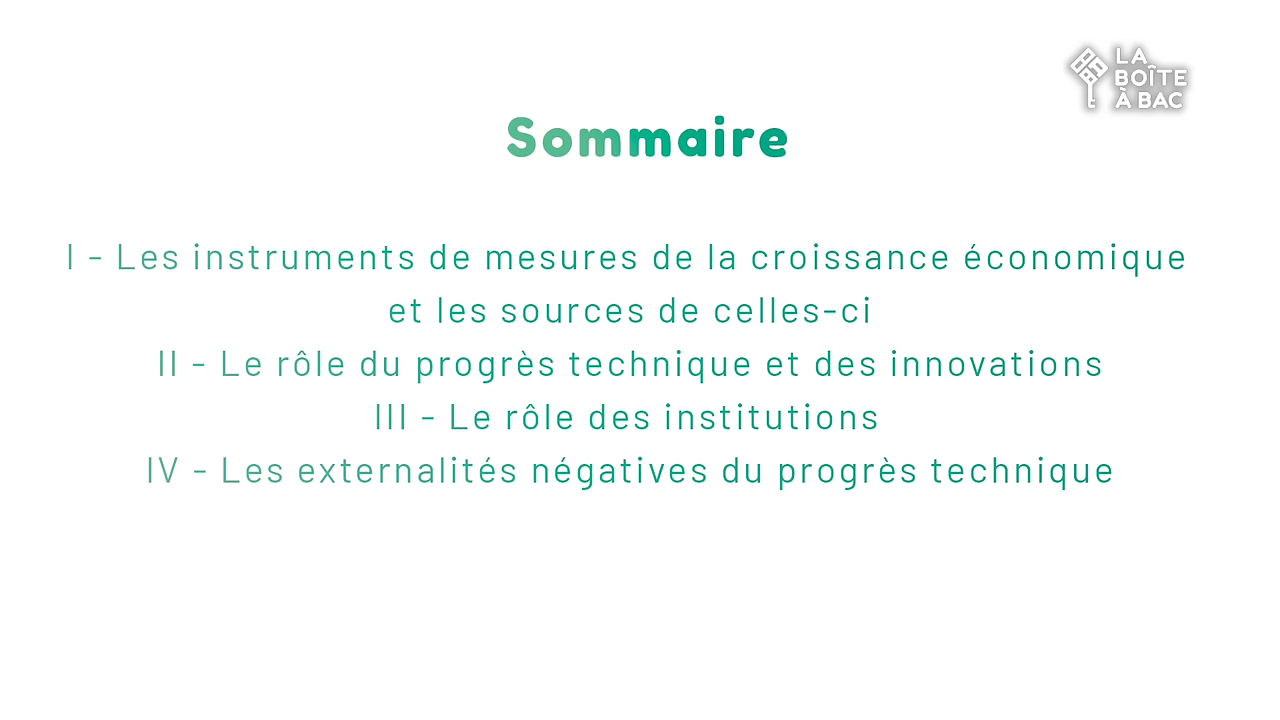 LA
BOÎTE
À BAC
Sommaire
I - Les instruments de mesures de la croissance économique
et les sources de celles-ci
II - Le rôle du progrès technique et des innovations
III - Le rôle des institutions
IV - Les externalités négatives du progrès technique